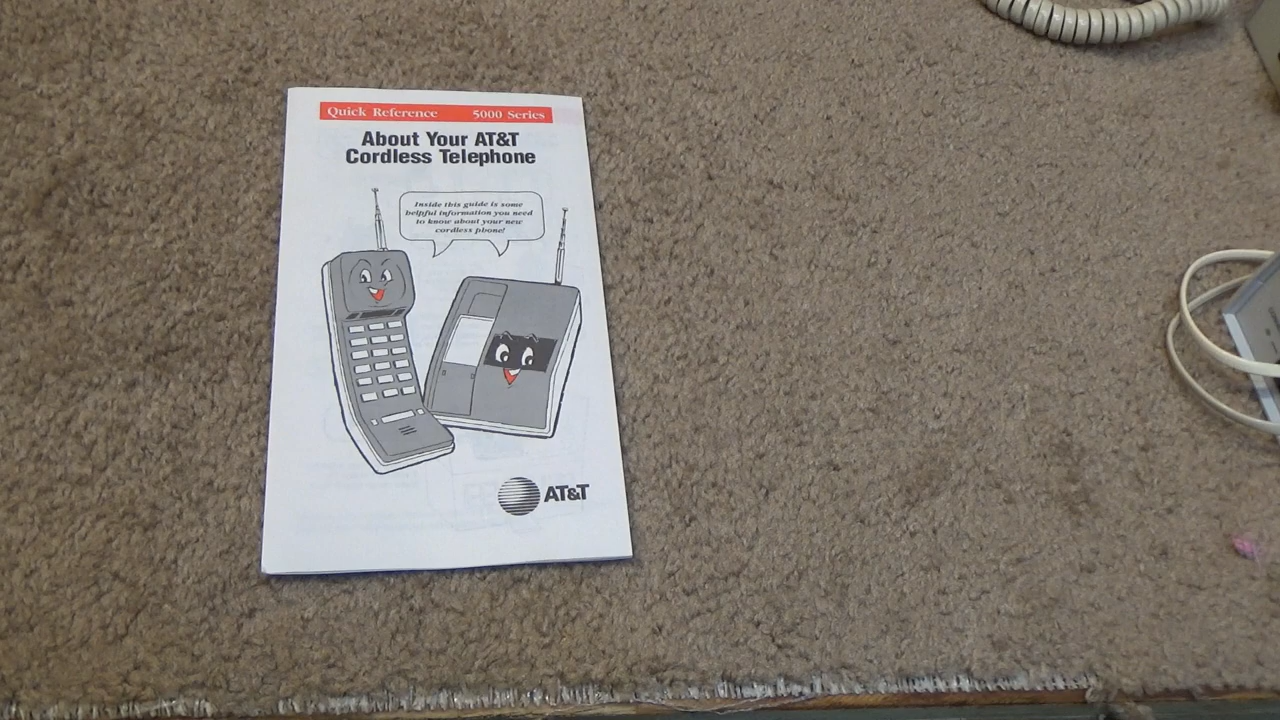 Quick Reference 5000 Series
About Your AT&T
Cordless Telephone
Inside this guide is some
helpful information you need
to know about your new
cordless phone!
AT&T